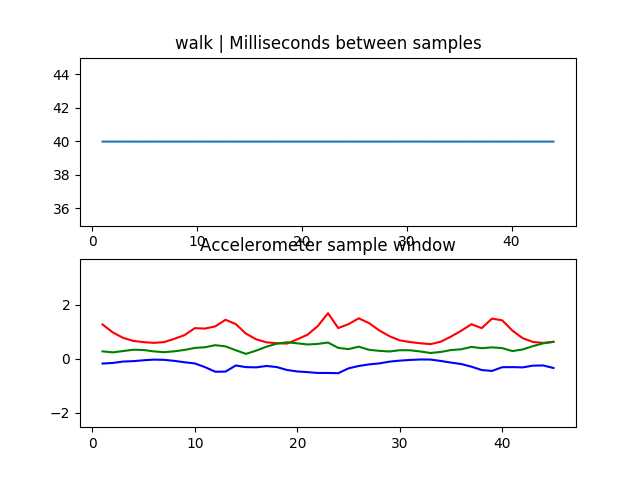 walk | Milliseconds between samples
44
42
40
38
36
0 10 20 30 40
Accelerometer sample window
2
0
−2
0 10 20 30 40